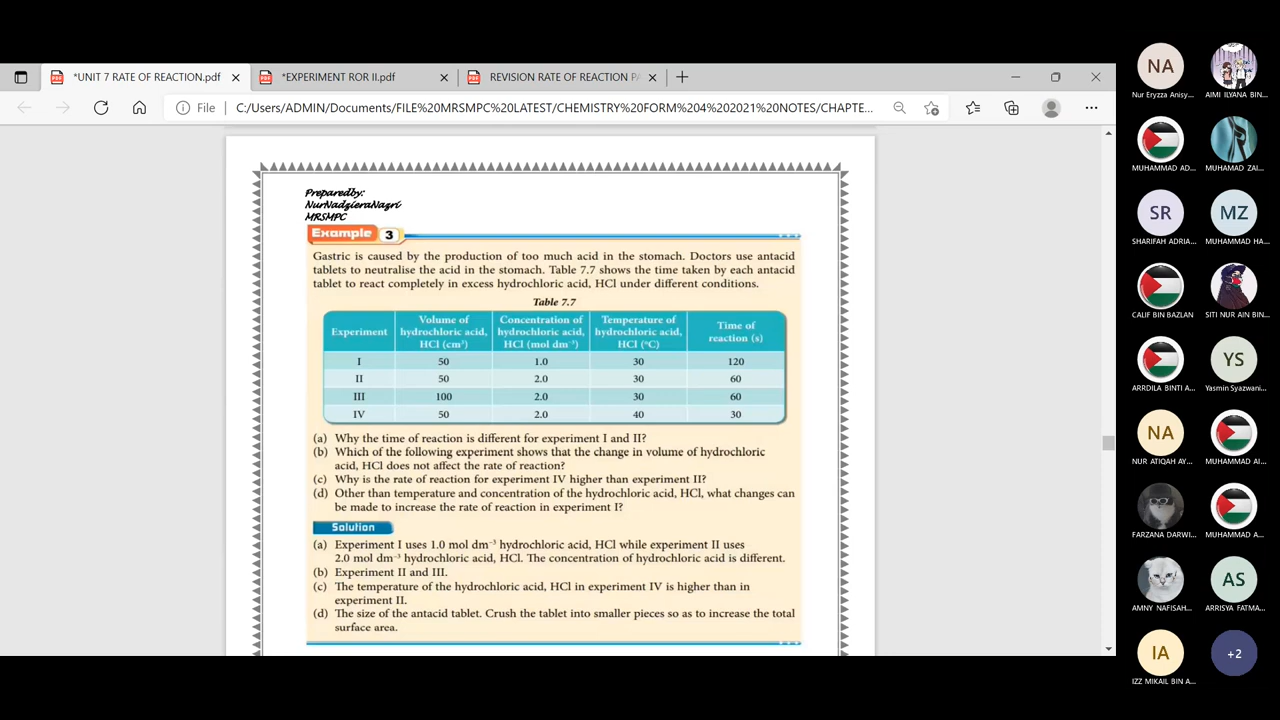 *UNIT 7 RATE OF REACTION.pdf
*EXPERIMENT ROR II.pdf
REVISION RATE OF REACTION PA
File
C:/Users/ADMIN/Documents/FILE%20MRSMPC%20LATEST/CHEMISTRY%20FORM%204%202021%20NOTES/CHAPTE...
Preparedby:
NurNadzieraNazri
MRSMPC
Example 3
Gastric is caused by the production of too much acid in the stomach. Doctors use antacid
tablets to neutralise the acid in the stomach. Table 7.7 shows the time taken by each antacid
tablet to react completely in excess hydrochloric acid, HCl under different conditions.
Table 7.7
Experiment
Volume of
hydrochloric acid,
HCl (cm³)
Concentration of
hydrochloric acid,
HCl (mol dm⁻³)
Temperature of
hydrochloric acid,
HCl (°C)
Time of
reaction (s)
I 50 1.0 30 120
II 50 2.0 30 60
III 100 2.0 30 60
IV 50 2.0 40 30
(a) Why the time of reaction is different for experiment I and II?
(b) Which of the following experiment shows that the change in volume of hydrochloric
acid, HCl does not affect the rate of reaction?
(c) Why is the rate of reaction for experiment IV higher than experiment II?
(d) Other than temperature and concentration of the hydrochloric acid, HCl, what changes can
be made to increase the rate of reaction in experiment I?
Solution
(a) Experiment I uses 1.0 mol dm⁻³ hydrochloric acid, HCl while experiment II uses
2.0 mol dm⁻³ hydrochloric acid, HCl. The concentration of hydrochloric acid is different.
(b) Experiment II and III.
(c) The temperature of the hydrochloric acid, HCl in experiment IV is higher than in
experiment II.
(d) The size of the antacid tablet. Crush the tablet into smaller pieces so as to increase the total
surface area.
NA
Nur Eryzza Anisy...
AIMI ILYANA BIN...
MUHAMMAD AD...
MUHAMAD ZAI...
SR
SHARIFAH ADRIA...
MZ
MUHAMMAD HA...
CALIF BIN BAZLAN
SITI NUR AIN BIN...
ARRDILA BINTI A...
YS
Yasmin Syazwani...
NA
NUR ATIQAH AY...
MUHAMMAD AI...
FARZANA DARWI...
MUHAMMAD A...
AMNY NAFISAH...
AS
ARRISYA FATMA...
IA
IZZ MIKAIL BIN A...
+2